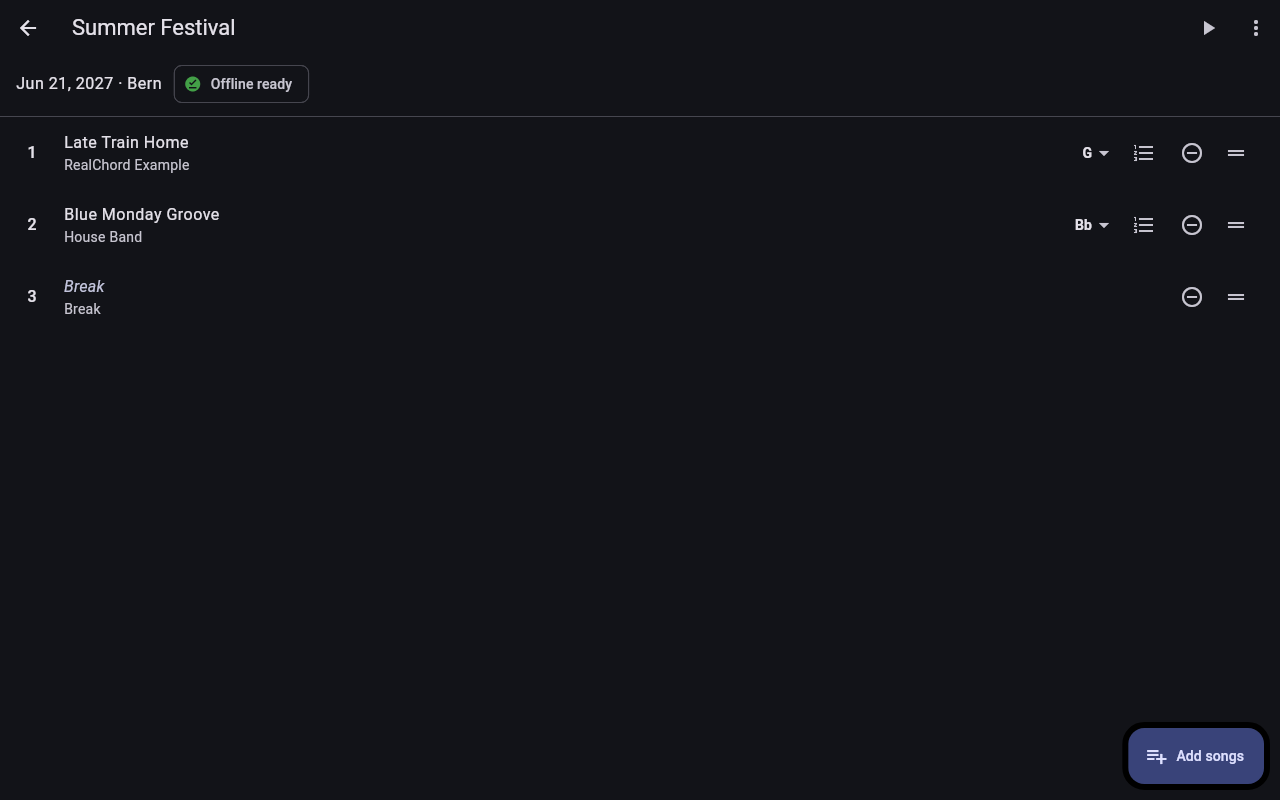 Summer Festival
Jun 21, 2027 · Bern
Offline ready
1
Late Train Home
RealChord Example
G
2
Blue Monday Groove
House Band
Bb
3
Break
Break
Add songs